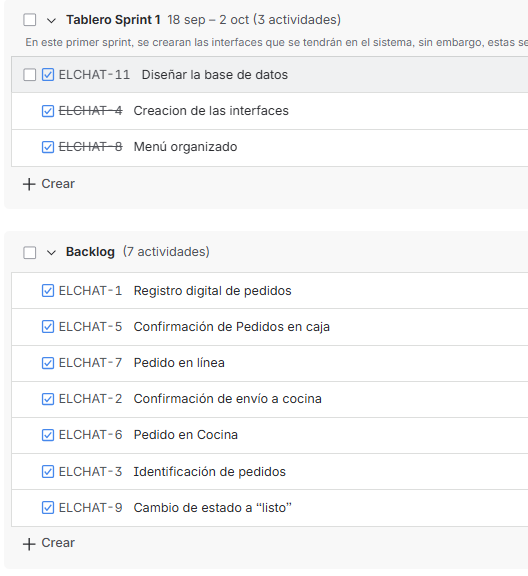 Tablero Sprint 1 18 sep – 2 oct (3 actividades)
En este primer sprint, se crearan las interfaces que se tendrán en el sistema, sin embargo, estas se
ELCHAT-11 Diseñar la base de datos
ELCHAT-4 Creacion de las interfaces
ELCHAT-8 Menú organizado
+ Crear
Backlog (7 actividades)
ELCHAT-1 Registro digital de pedidos
ELCHAT-5 Confirmación de Pedidos en caja
ELCHAT-7 Pedido en línea
ELCHAT-2 Confirmación de envío a cocina
ELCHAT-6 Pedido en Cocina
ELCHAT-3 Identificación de pedidos
ELCHAT-9 Cambio de estado a “listo”
+ Crear